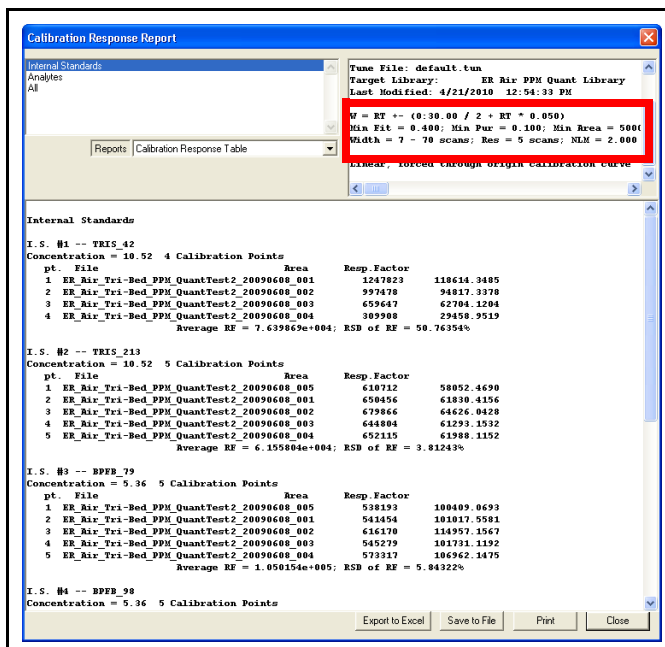 Calibration Response Report
Internal Standards
Analytes
All
Reports Calibration Response Table
Tune File: default.tun
Target Library: ER Air PPM Quant Library
Last Modified: 4/21/2010 12:54:33 PM
W = RT +- (0:30.00 / 2 + RT * 0.050)
Min Fit = 0.400; Min Pur = 0.100; Min Area = 5000
Width = 7 - 70 scans; Res = 5 scans; NLM = 2.000
Linear, forced through origin calibration curve
Internal Standards
I.S. #1 -- TRIS_42
Concentration = 10.52 4 Calibration Points
pt. File Area Resp.Factor
1 ER_Air_Tri-Bed_PPM_QuantTest2_20090608_001 1247823 118614.3485
2 ER_Air_Tri-Bed_PPM_QuantTest2_20090608_002 997478 94817.3378
3 ER_Air_Tri-Bed_PPM_QuantTest2_20090608_003 659647 62704.1204
4 ER_Air_Tri-Bed_PPM_QuantTest2_20090608_004 309908 29458.9519
Average RF = 7.639869e+004; RSD of RF = 50.76354%
I.S. #2 -- TRIS_213
Concentration = 10.52 5 Calibration Points
pt. File Area Resp.Factor
1 ER_Air_Tri-Bed_PPM_QuantTest2_20090608_005 610712 58052.4690
2 ER_Air_Tri-Bed_PPM_QuantTest2_20090608_001 650456 61830.4156
3 ER_Air_Tri-Bed_PPM_QuantTest2_20090608_002 679866 64626.0428
4 ER_Air_Tri-Bed_PPM_QuantTest2_20090608_003 644804 61293.1532
5 ER_Air_Tri-Bed_PPM_QuantTest2_20090608_004 652115 61988.1152
Average RF = 6.155804e+004; RSD of RF = 3.81243%
I.S. #3 -- BPFB_79
Concentration = 5.36 5 Calibration Points
pt. File Area Resp.Factor
1 ER_Air_Tri-Bed_PPM_QuantTest2_20090608_005 538193 100409.0693
2 ER_Air_Tri-Bed_PPM_QuantTest2_20090608_001 541454 101017.5581
3 ER_Air_Tri-Bed_PPM_QuantTest2_20090608_002 616170 114957.1567
4 ER_Air_Tri-Bed_PPM_QuantTest2_20090608_003 545279 101731.1192
5 ER_Air_Tri-Bed_PPM_QuantTest2_20090608_004 573317 106962.1475
Average RF = 1.050154e+005; RSD of RF = 5.84322%
I.S. #4 -- BPFB_98
Concentration = 5.36 5 Calibration Points
Export to Excel Save to File Print Close